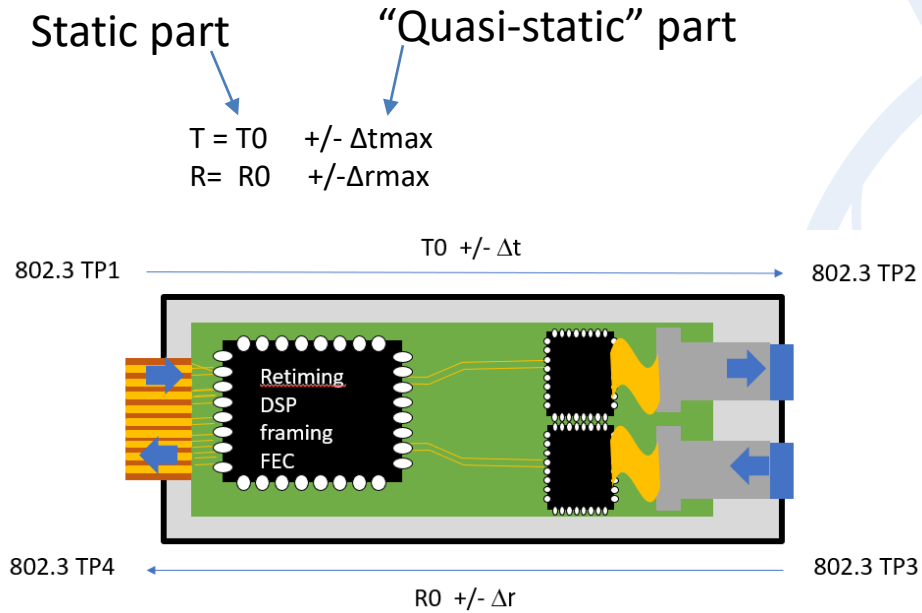 Static part “Quasi-static” part
T = T0 +/- Δtmax
R= R0 +/-Δrmax
T0 +/- Δt
802.3 TP1 802.3 TP2
Retiming
DSP
framing
FEC
802.3 TP4 802.3 TP3
R0 +/- Δr